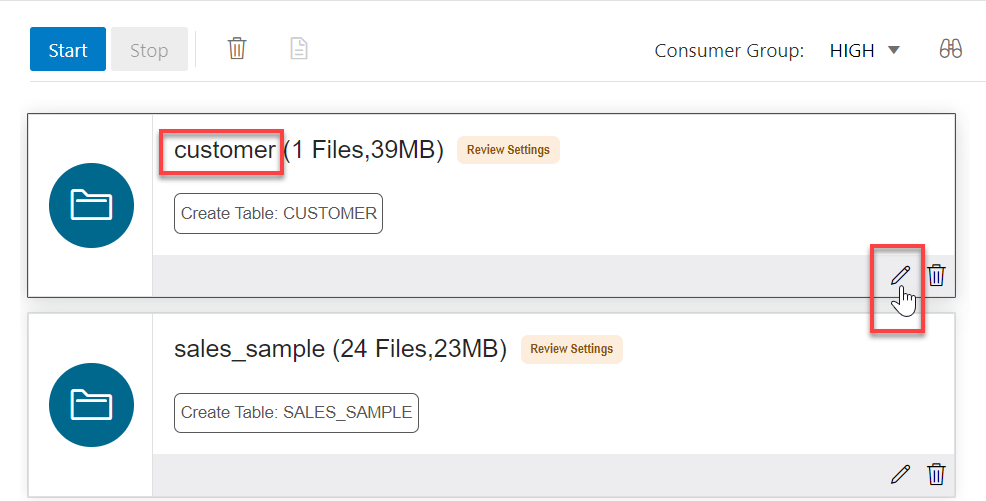 Start Stop Consumer Group: HIGH
customer (1 Files,39MB) Review Settings
Create Table: CUSTOMER
sales_sample (24 Files,23MB) Review Settings
Create Table: SALES_SAMPLE